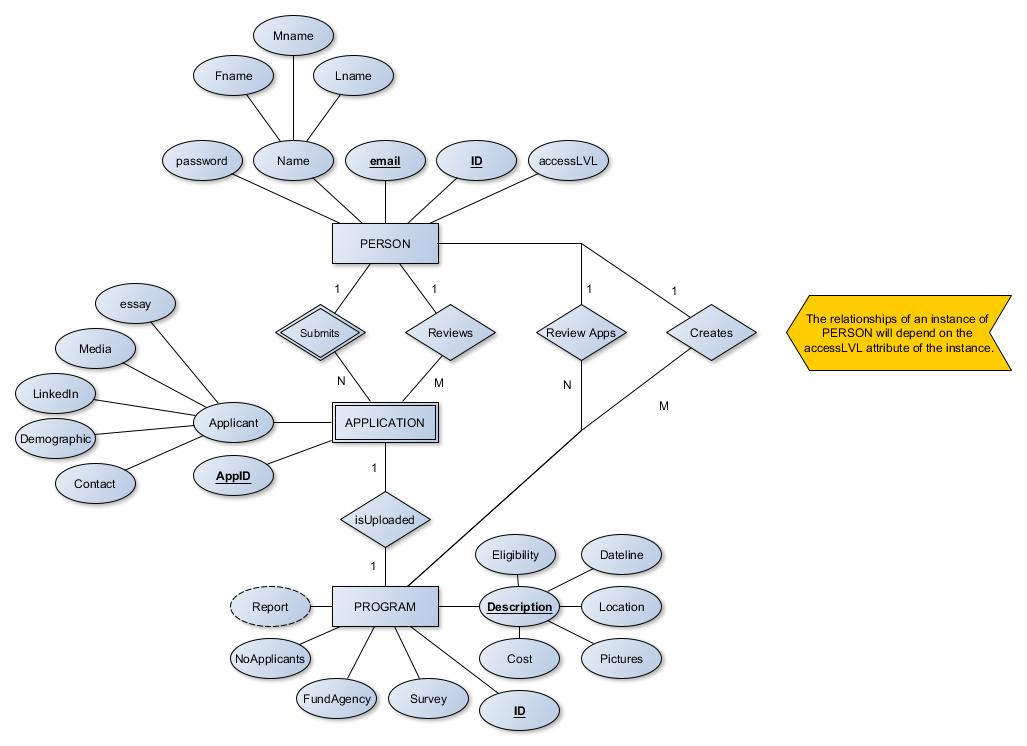 Mname
Fname
Lname
password
Name
email
ID
accessLVL
PERSON
1
1
1
1
essay
Submits
Reviews
Review Apps
Creates
The relationships of an instance of
PERSON will depend on the
accessLVL attribute of the instance.
Media
N
M
N
M
LinkedIn
Applicant
APPLICATION
Demographic
Contact
AppID
1
isUploaded
1
Eligibility
Dateline
Report
PROGRAM
Description
Location
NoApplicants
Cost
Pictures
FundAgency
Survey
ID